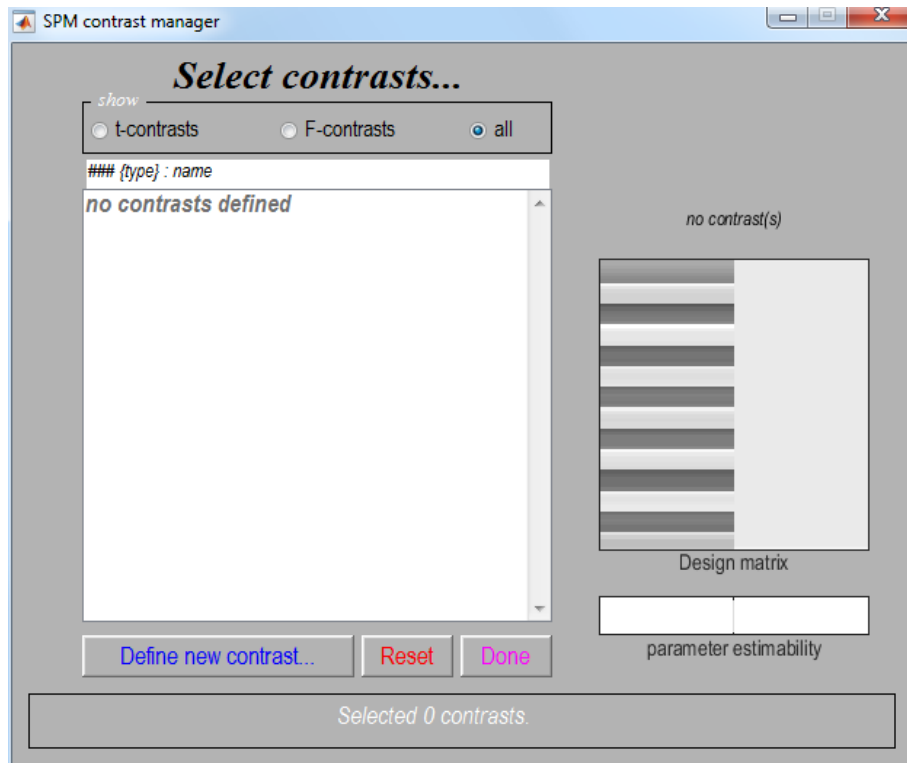 SPM contrast manager
Select contrasts...
show
t-contrasts F-contrasts all
### {type} : name
no contrasts defined
no contrast(s)
Design matrix
parameter estimability
Define new contrast... Reset Done
Selected 0 contrasts.